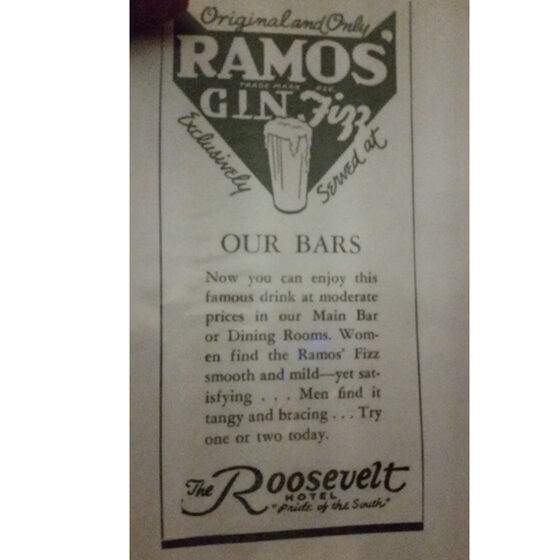 Original and Only
RAMOS'
TRADE MARK REG.
GIN Fizz
Exclusively
Served at
OUR BARS
Now you can enjoy this
famous drink at moderate
prices in our Main Bar
or Dining Rooms. Wom-
en find the Ramos' Fizz
smooth and mild—yet sat-
isfying . . . Men find it
tangy and bracing . . . Try
one or two today.
The Roosevelt
HOTEL
"Pride of the South"